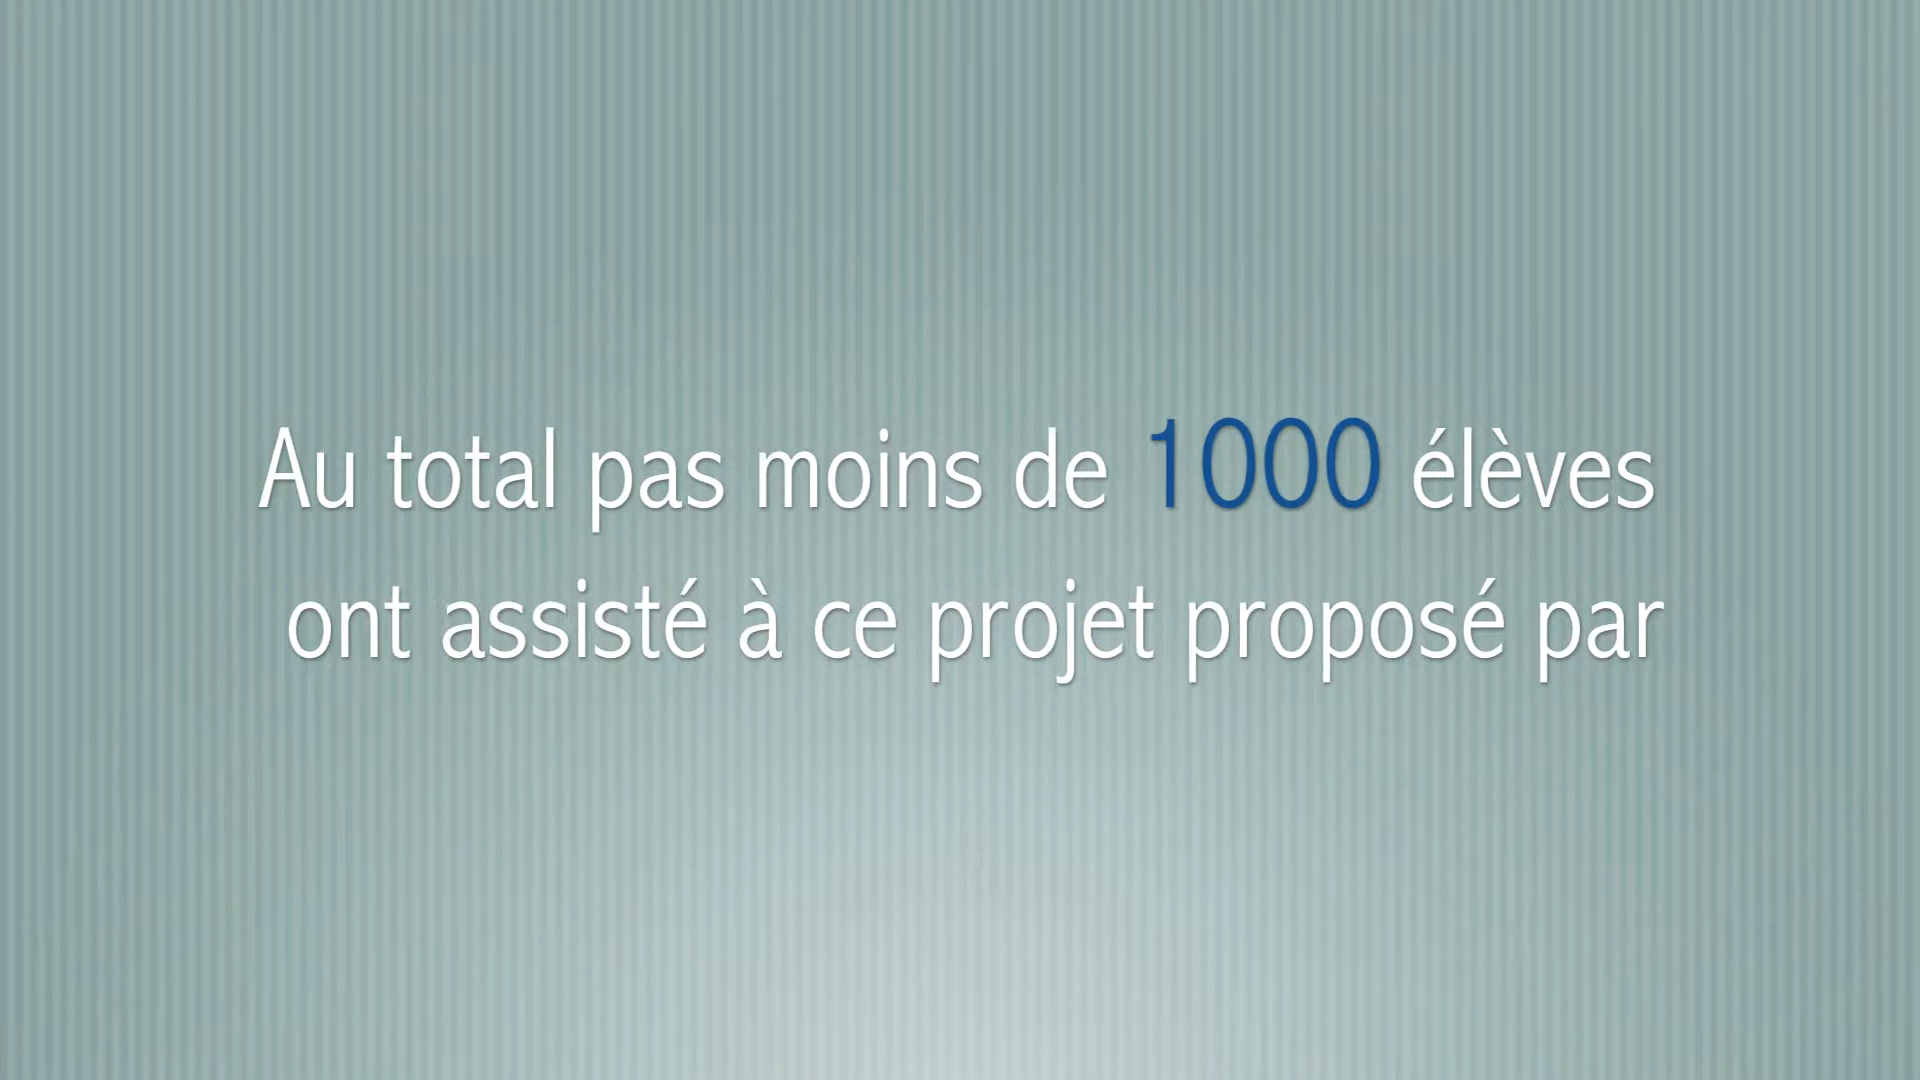 Au total pas moins de 1000 élèves
ont assisté à ce projet proposé par